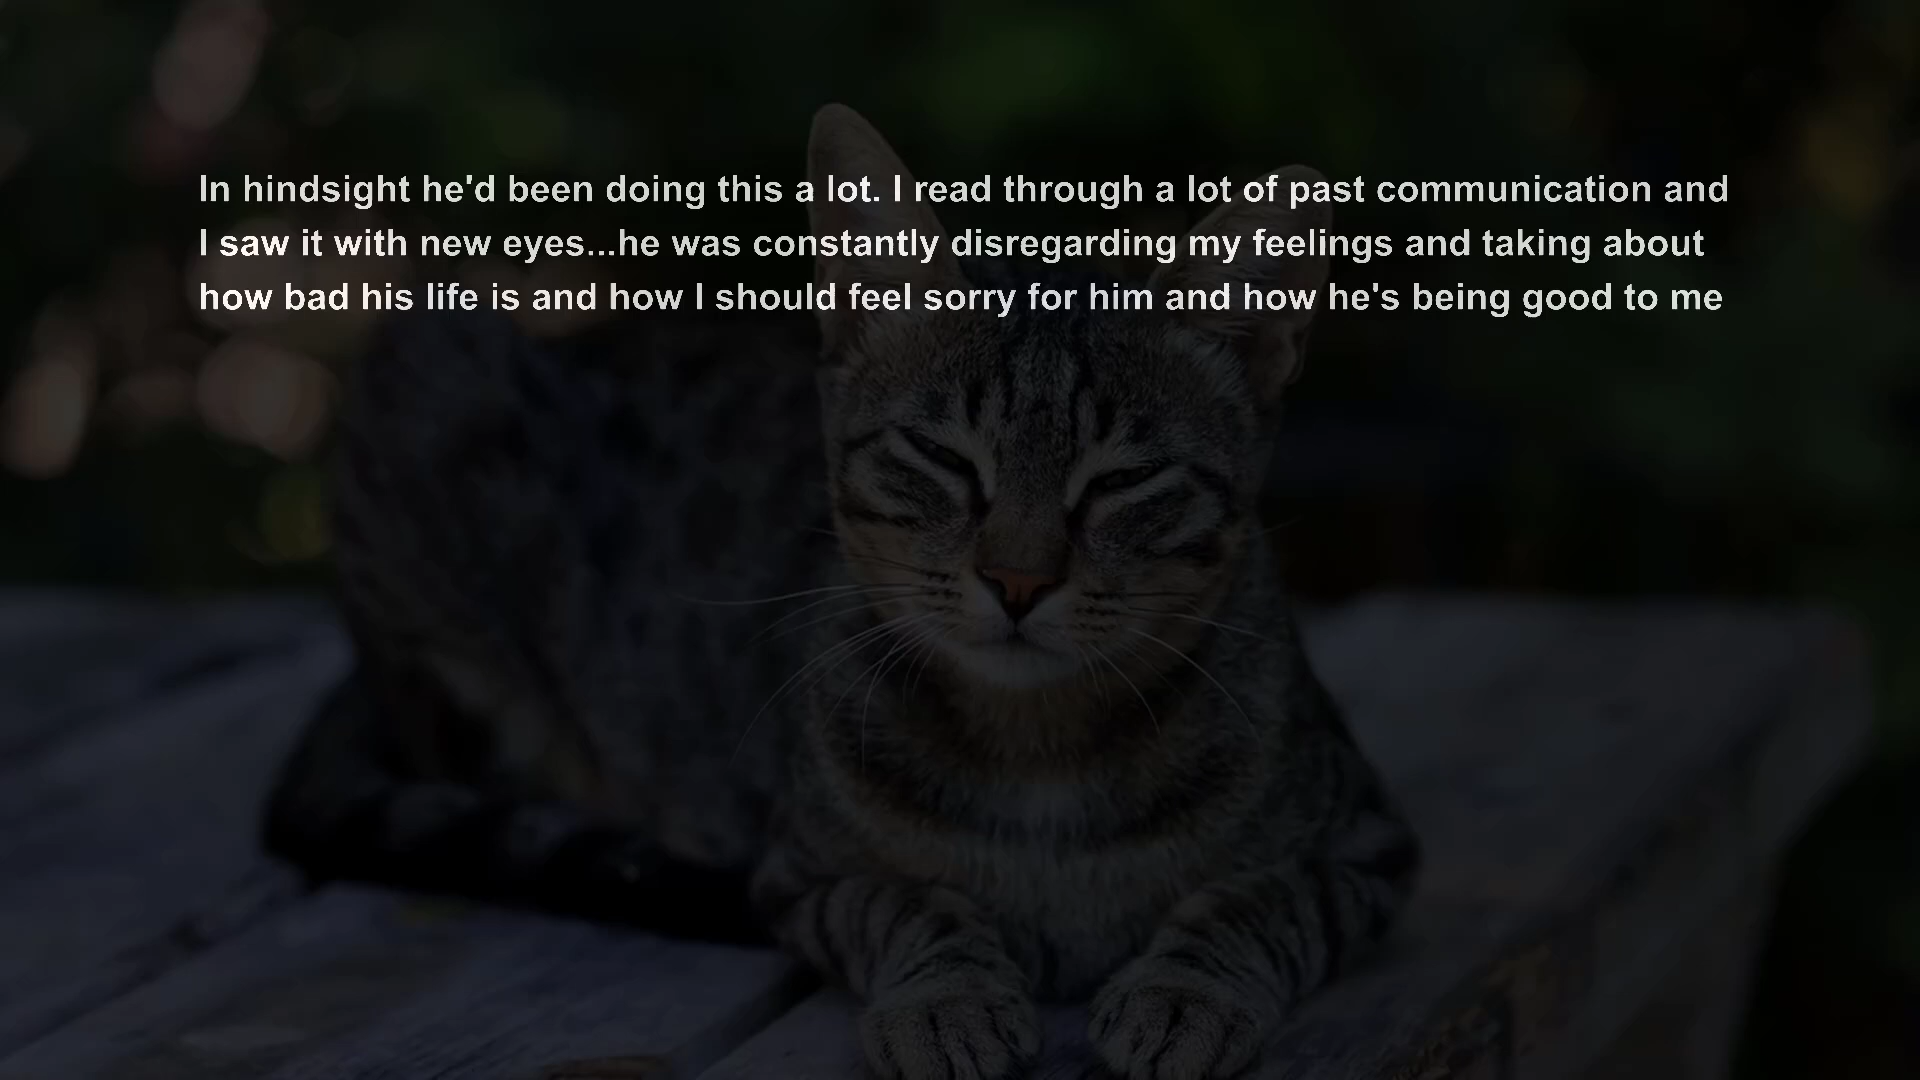 In hindsight he'd been doing this a lot. I read through a lot of past communication and
I saw it with new eyes...he was constantly disregarding my feelings and taking about
how bad his life is and how I should feel sorry for him and how he's being good to me